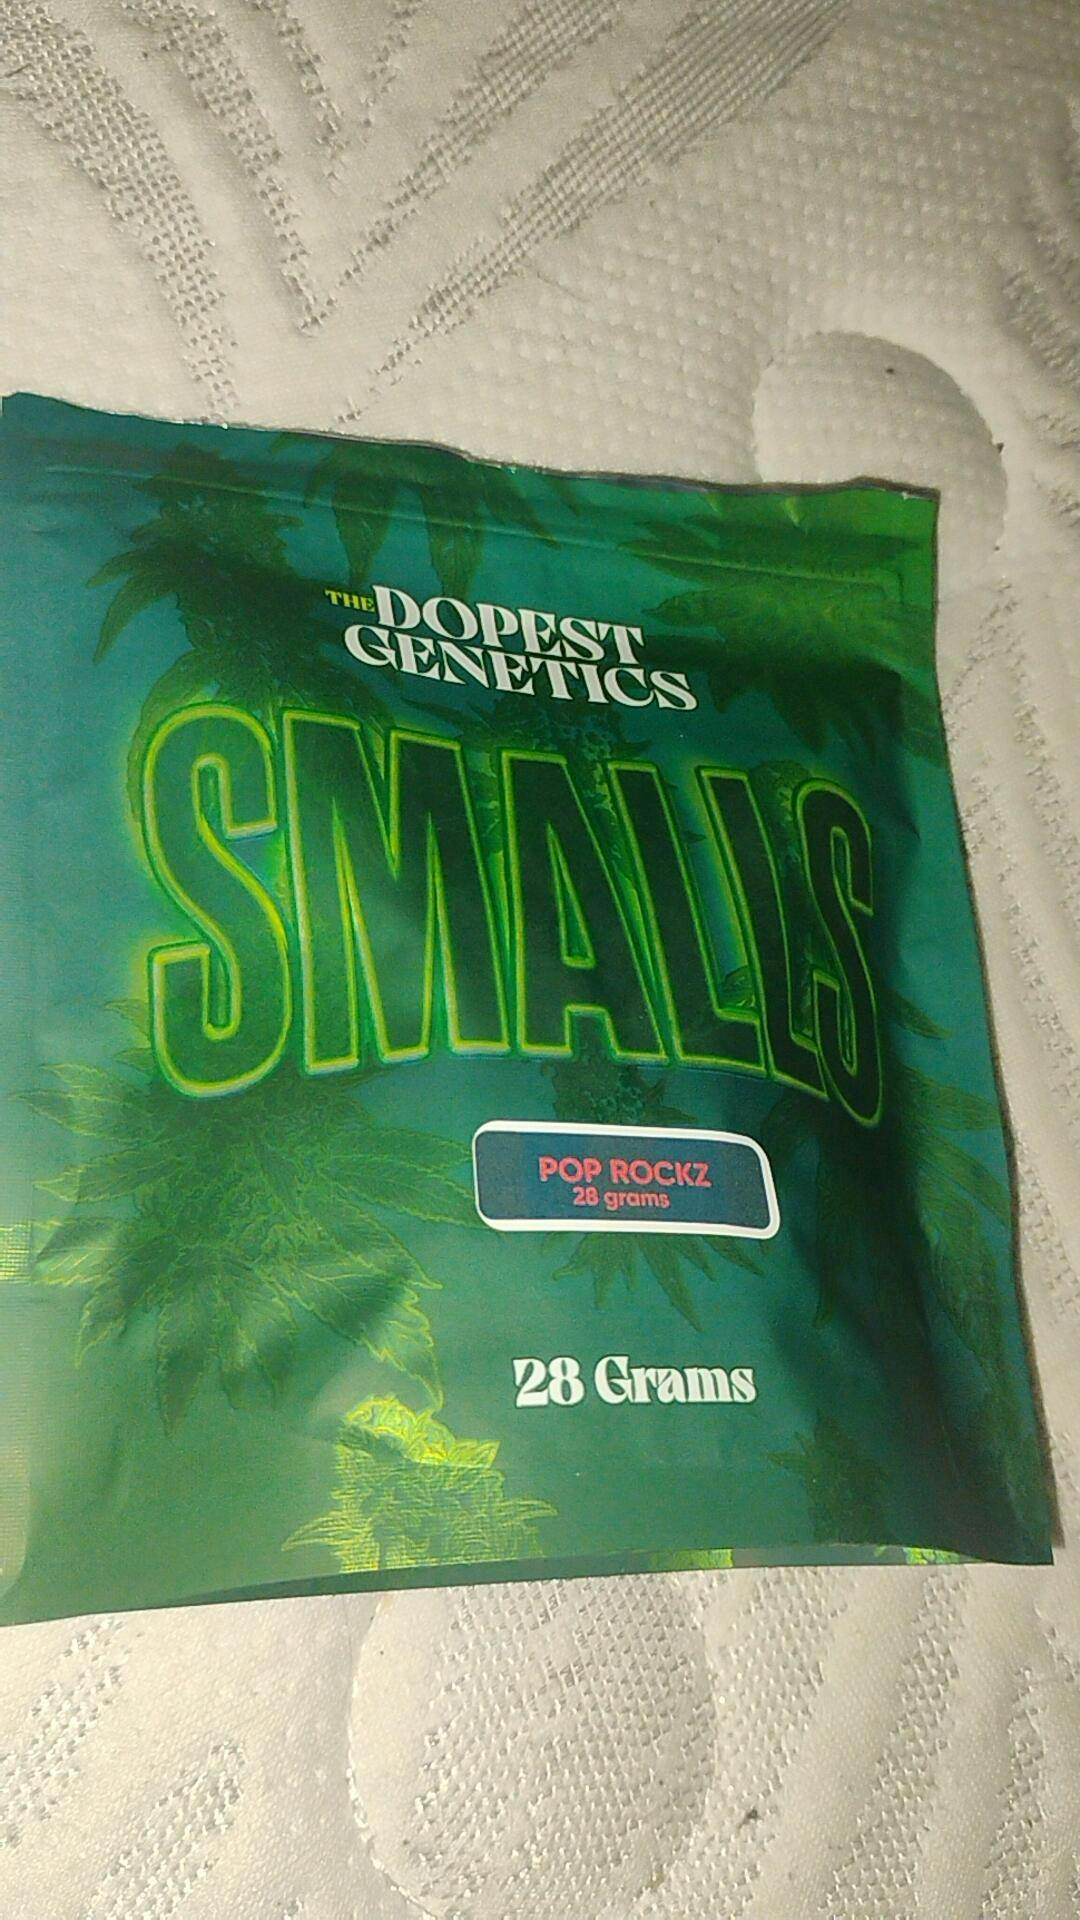 THE DOPEST
GENETICS
SMALLS
POP ROCKZ
28 grams
28 Grams